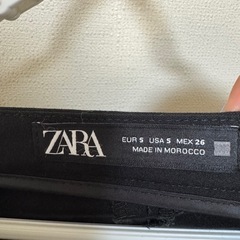 ZARA
EUR S USA S MEX 26
MADE IN MOROCCO